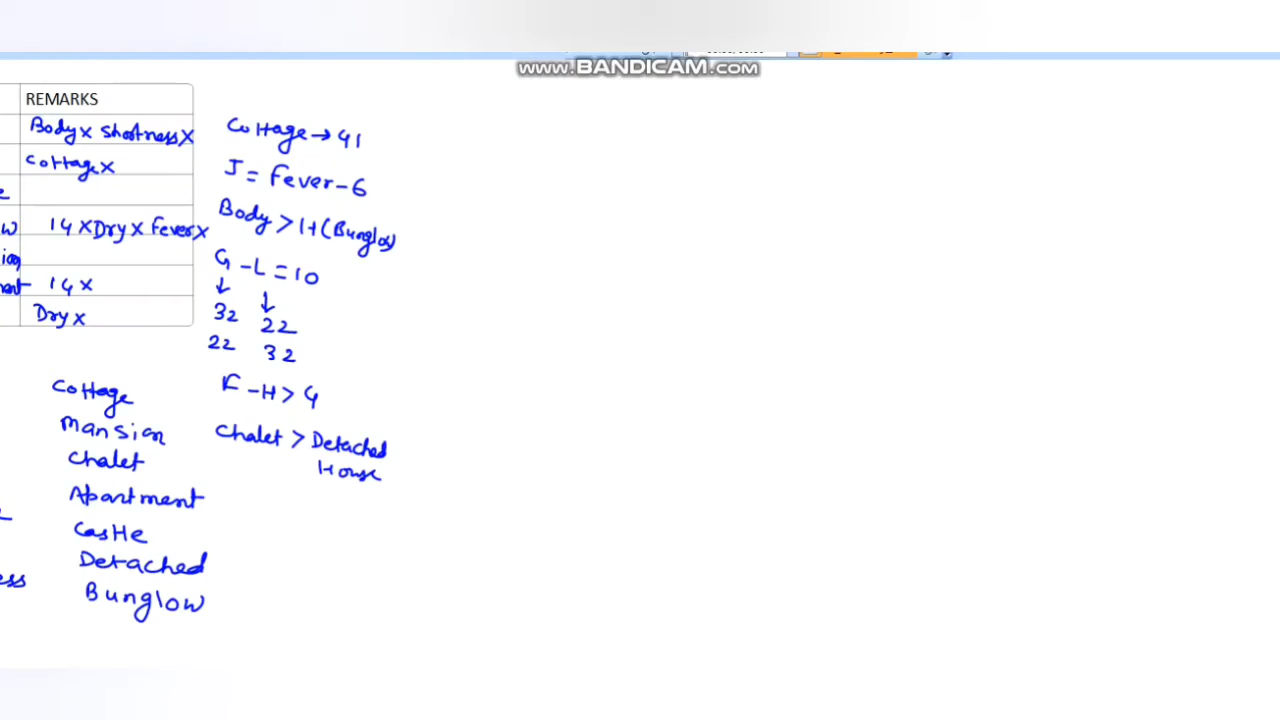 www.BANDICAM.com
REMARKS
Body x Shortness x
Cottage x
14 x Dry x Fever x
14 x
Dry x
Cottage → 41
J = Fever - 6
Body > 1+(Bunglow)
G - L = 10
↓ ↓
32 22
22 32
K - H > 4
Chalet > Detached
House
Cottage
Mansion
Chalet
Apartment
Castle
Detached
Bunglow